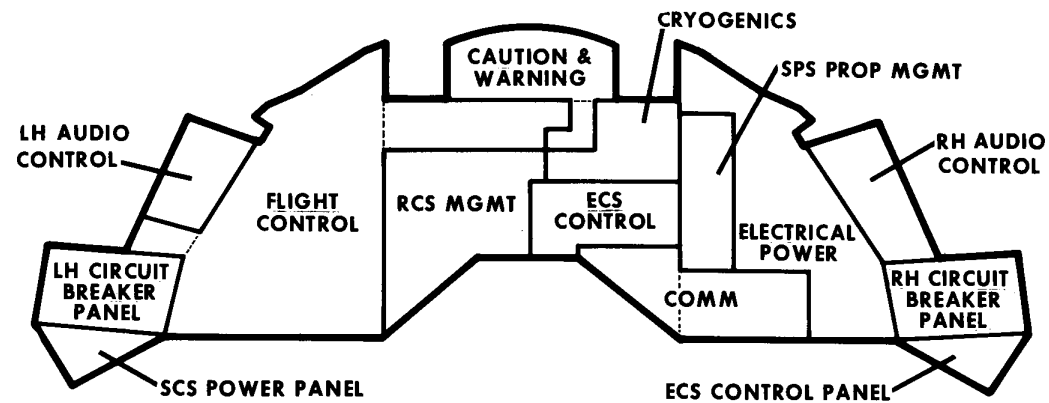 CRYOGENICS
CAUTION &
WARNING
SPS PROP MGMT
LH AUDIO
CONTROL
RH AUDIO
CONTROL
FLIGHT
CONTROL
RCS MGMT
ECS
CONTROL
ELECTRICAL
POWER
LH CIRCUIT
BREAKER
PANEL
RH CIRCUIT
BREAKER
PANEL
COMM
SCS POWER PANEL
ECS CONTROL PANEL